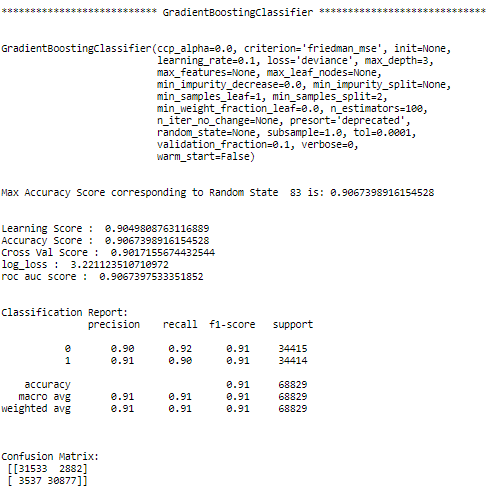 *************************** GradientBoostingClassifier *****************************
GradientBoostingClassifier(ccp_alpha=0.0, criterion='friedman_mse', init=None,
learning_rate=0.1, loss='deviance', max_depth=3,
max_features=None, max_leaf_nodes=None,
min_impurity_decrease=0.0, min_impurity_split=None,
min_samples_leaf=1, min_samples_split=2,
min_weight_fraction_leaf=0.0, n_estimators=100,
n_iter_no_change=None, presort='deprecated',
random_state=None, subsample=1.0, tol=0.0001,
validation_fraction=0.1, verbose=0,
warm_start=False)
Max Accuracy Score corresponding to Random State  83 is: 0.9067398916154528
Learning Score :  0.9049808763116889
Accuracy Score :  0.9067398916154528
Cross Val Score :  0.9017155674432544
log_loss :  3.221123510710972
roc auc score :  0.9067397533351852
Classification Report:
precision    recall  f1-score   support
0       0.90      0.92      0.91     34415
1       0.91      0.90      0.91     34414
accuracy                           0.91     68829
macro avg       0.91      0.91      0.91     68829
weighted avg       0.91      0.91      0.91     68829
Confusion Matrix:
[[31533  2882]
[ 3537 30877]]